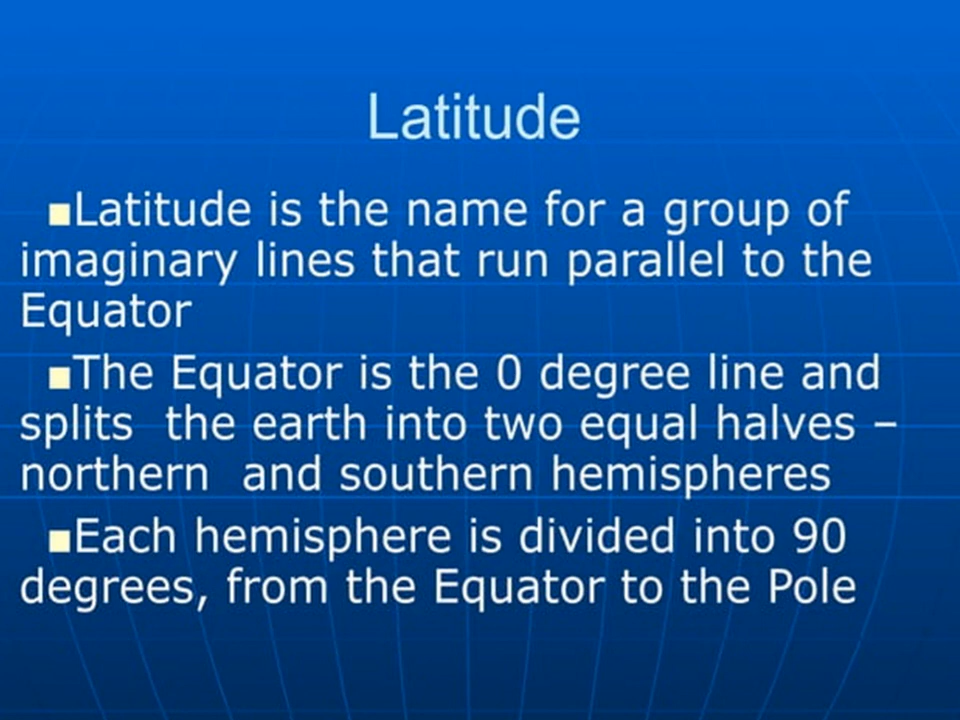 Latitude
■Latitude is the name for a group of
imaginary lines that run parallel to the
Equator
■The Equator is the 0 degree line and
splits  the earth into two equal halves –
northern  and southern hemispheres
■Each hemisphere is divided into 90
degrees, from the Equator to the Pole